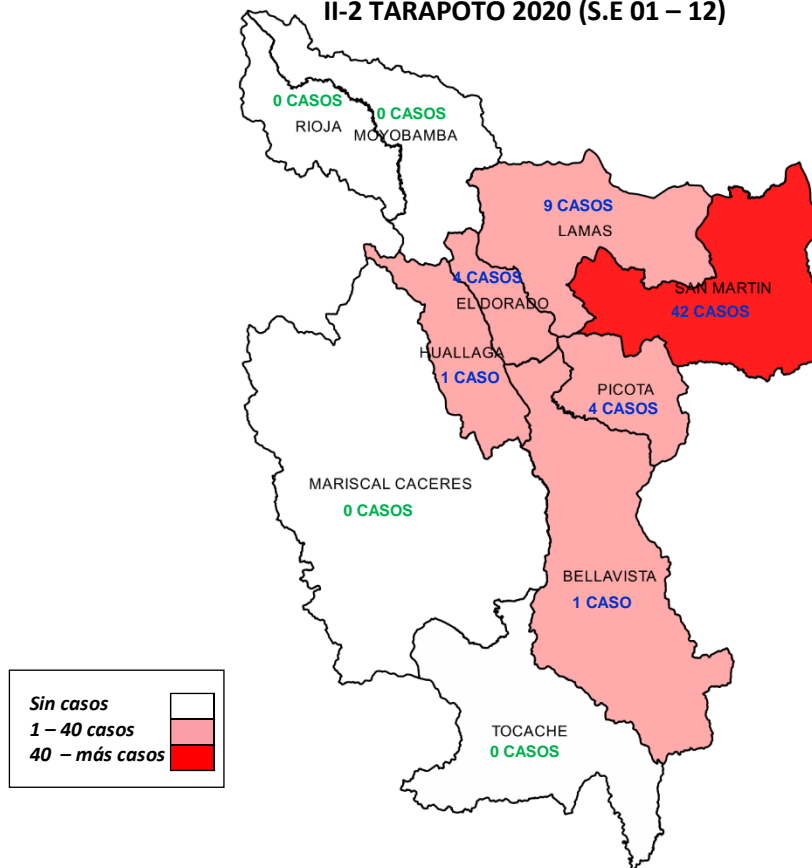 II-2 TARAPOTO 2020 (S.E 01 – 12)
0 CASOS
RIOJA
0 CASOS
MOYOBAMBA
9 CASOS
LAMAS
4 CASOS
EL DORADO
SAN MARTIN
42 CASOS
HUALLAGA
1 CASO
PICOTA
4 CASOS
MARISCAL CACERES
0 CASOS
BELLAVISTA
1 CASO
TOCACHE
0 CASOS
Sin casos
1 – 40 casos
40 – más casos